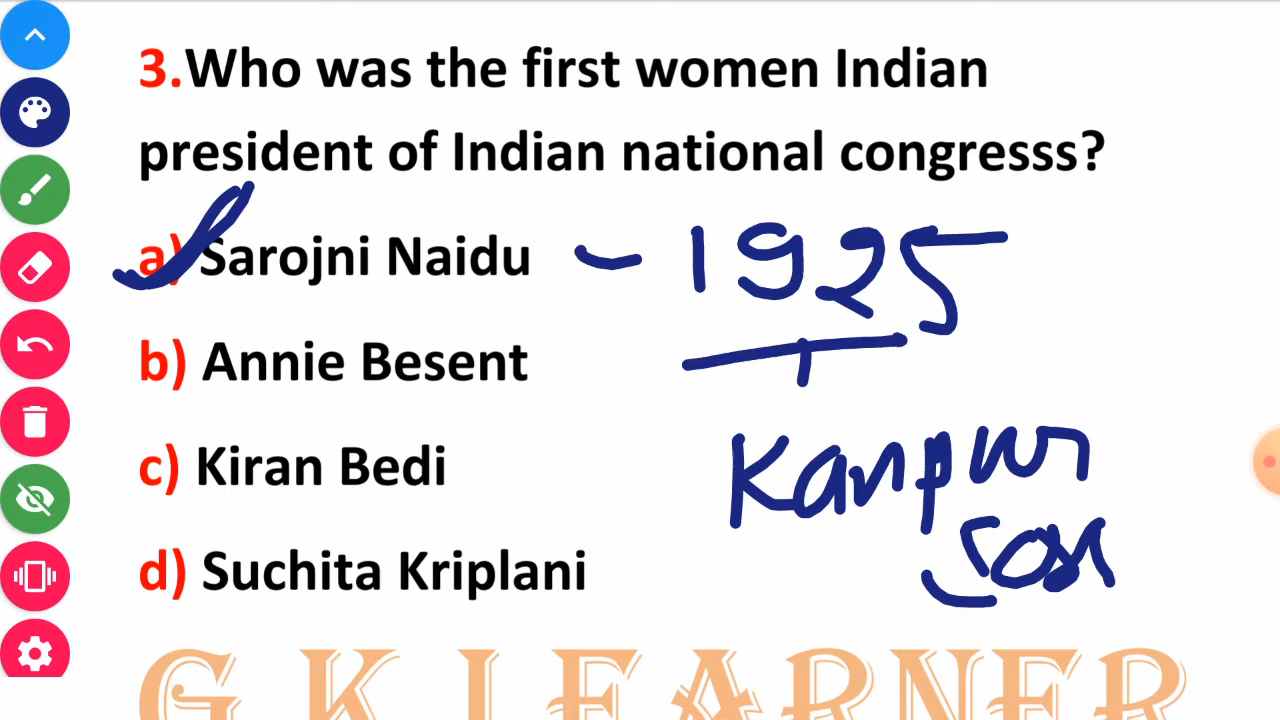 3.Who was the first women Indian
president of Indian national congresss?
a) Sarojni Naidu - 1925
b) Annie Besent
c) Kiran Bedi
Kanpur
d) Suchita Kriplani
G K LEARNER